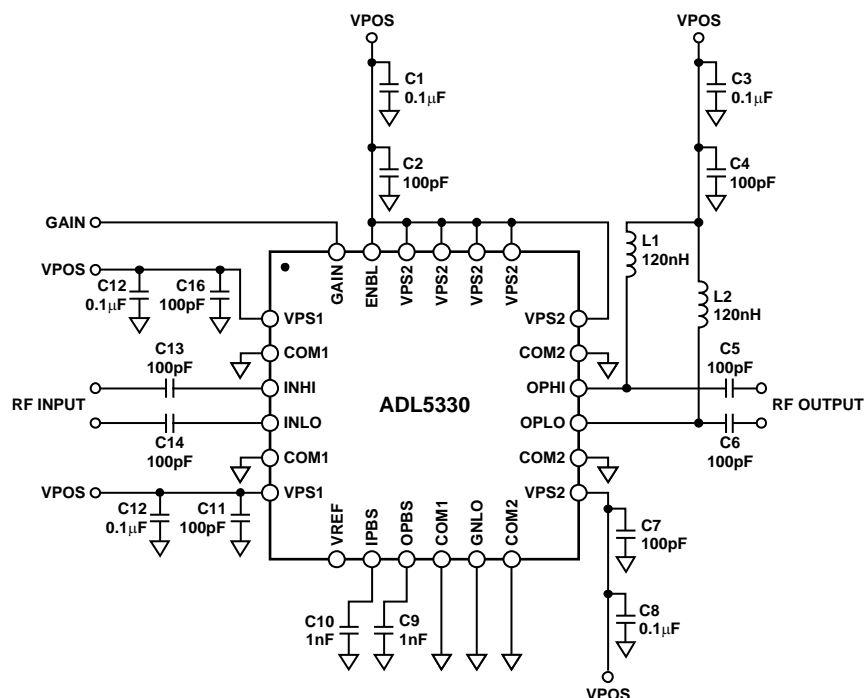 VPOS
VPOS
C1
0.1μF
C3
0.1μF
C2
100pF
C4
100pF
GAIN
L1
120nH
VPOS
C12
0.1μF
C16
100pF
GAIN
ENBL
VPS2
VPS2
VPS2
VPS2
L2
120nH
VPS1
VPS2
COM1
COM2
C13
100pF
C5
100pF
INHI
OPHI
RF INPUT
ADL5330
RF OUTPUT
INLO
OPLO
C14
100pF
C6
100pF
COM1
COM2
VPOS
VPS1
VPS2
C12
0.1μF
C11
100pF
VREF
IPBS
OPBS
COM1
GNLO
COM2
C7
100pF
C10
1nF
C9
1nF
C8
0.1μF
VPOS